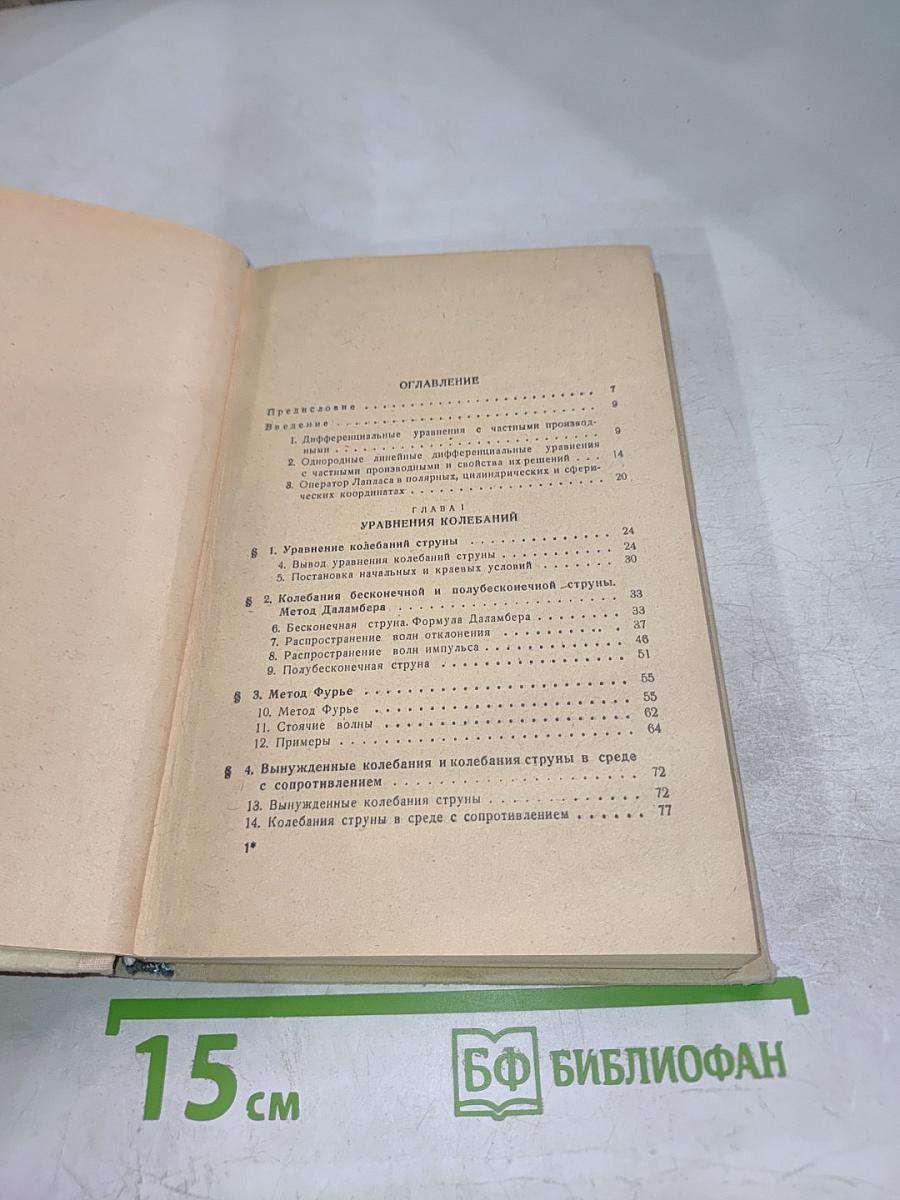 ОГЛАВЛЕНИЕ
Предисловие . . . . . . . . . . . . . . . . . . . . . . . . 7
Введение . . . . . . . . . . . . . . . . . . . . . . . . . 9
1. Дифференциальные уравнения с частными производ-
ными . . . . . . . . . . . . . . . . . . . . . . . 9
2. Однородные линейные дифференциальные уравнения
с частными производными и свойства их решений . . . 14
3. Оператор Лапласа в полярных, цилиндрических и сфери-
ческих координатах . . . . . . . . . . . . . . . . . 20
ГЛАВА I
УРАВНЕНИЯ КОЛЕБАНИЙ
§ 1. Уравнение колебаний струны . . . . . . . . . . . . . . 24
4. Вывод уравнения колебаний струны . . . . . . . . . . 24
5. Постановка начальных и краевых условий . . . . . . . 30
§ 2. Колебания бесконечной и полубесконечной струны.
Метод Даламбера . . . . . . . . . . . . . . . . . . . 33
6. Бесконечная струна. Формула Даламбера . . . . . . . . 33
7. Распространение волн отклонения . . . . . . . . . . . 37
8. Распространение волн импульса . . . . . . . . . . . . 46
9. Полубесконечная струна . . . . . . . . . . . . . . . 51
§ 3. Метод Фурье . . . . . . . . . . . . . . . . . . . . . 55
10. Метод Фурье . . . . . . . . . . . . . . . . . . . . 55
11. Стоячие волны . . . . . . . . . . . . . . . . . . . 62
12. Примеры . . . . . . . . . . . . . . . . . . . . . . 64
§ 4. Вынужденные колебания и колебания струны в среде
с сопротивлением . . . . . . . . . . . . . . . . . . . 72
13. Вынужденные колебания струны . . . . . . . . . . . . 72
14. Колебания струны в среде с сопротивлением . . . . . . 77
1*
15 см
БФ БИБЛИОФАН